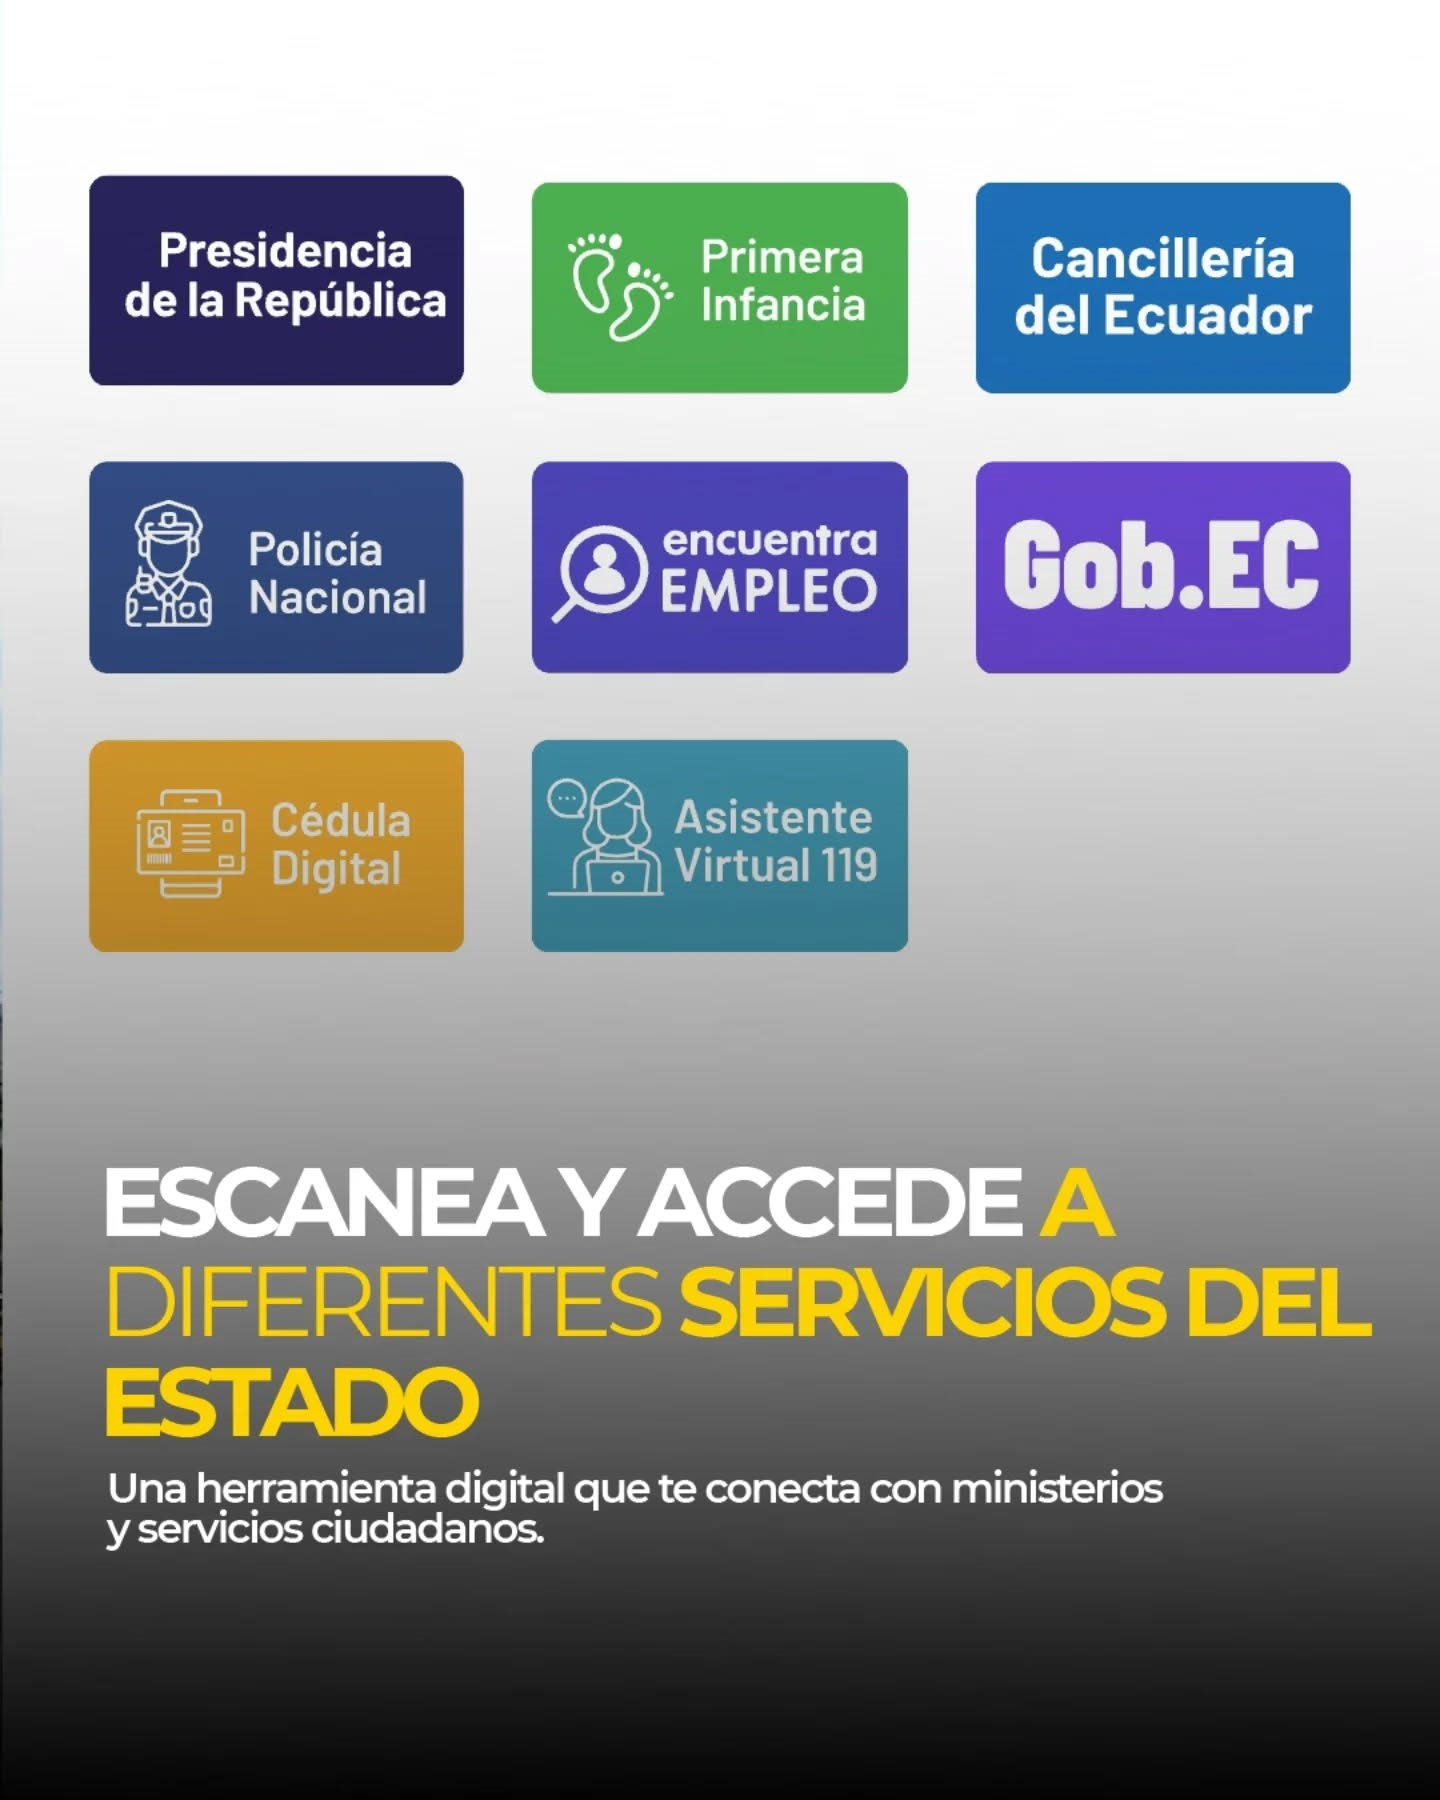 Presidencia
de la República
Primera
Infancia
Cancillería
del Ecuador
Policía
Nacional
encuentra
EMPLEO
Gob.EC
Cédula
Digital
Asistente
Virtual 119
ESCANEA Y ACCEDE A
DIFERENTES SERVICIOS DEL
ESTADO
Una herramienta digital que te conecta con ministerios
y servicios ciudadanos.